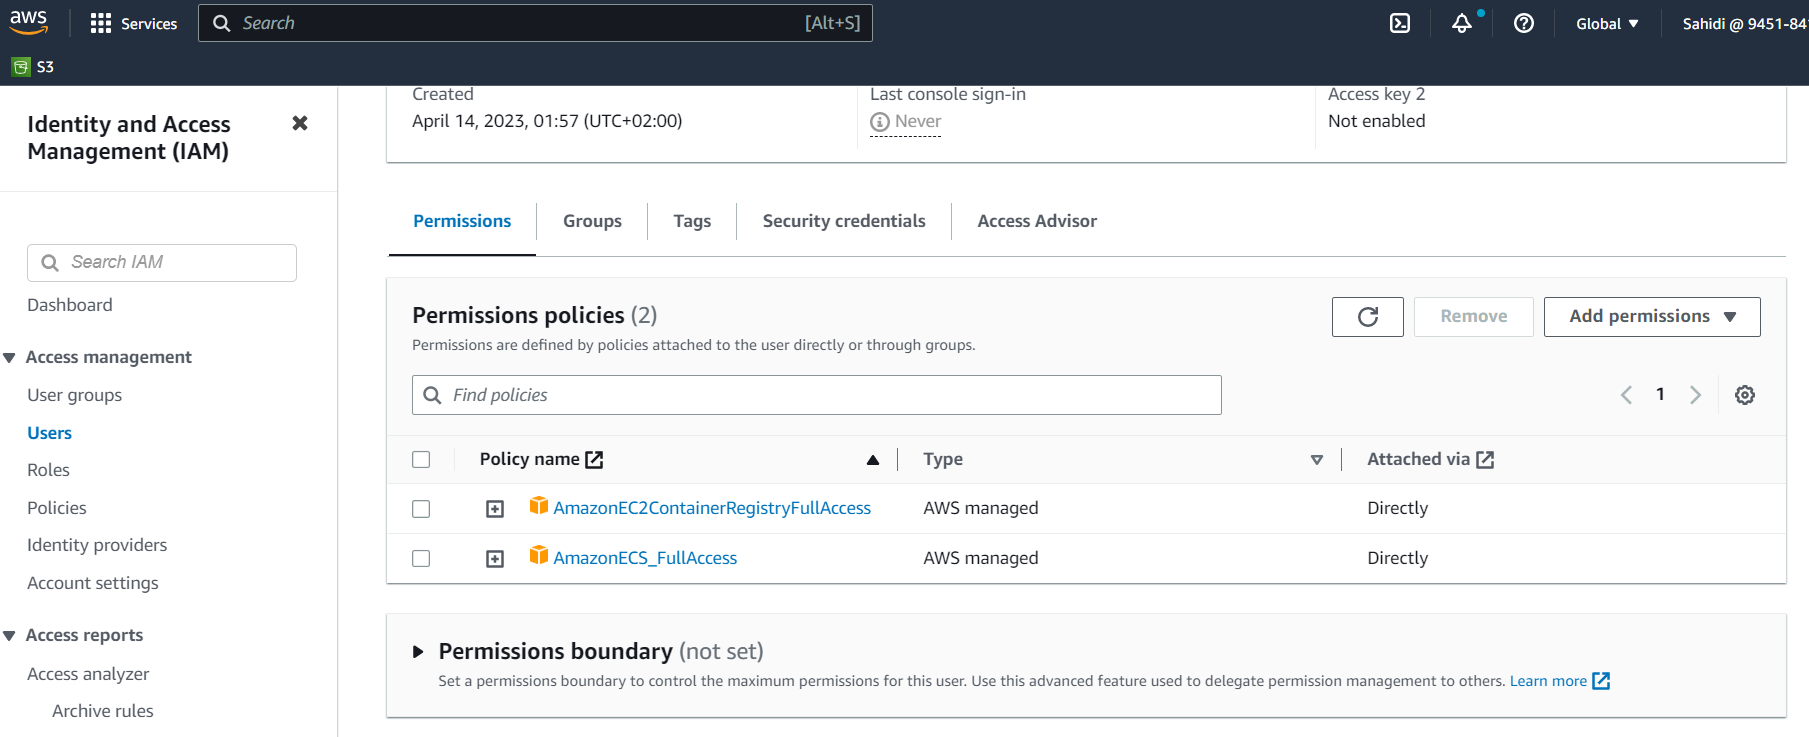 aws
Services
Search
[Alt+S]
Global
Sahidi @ 9451-84
S3
Identity and Access
Management (IAM)
Search IAM
Dashboard
Access management
User groups
Users
Roles
Policies
Identity providers
Account settings
Access reports
Access analyzer
Archive rules
Created
April 14, 2023, 01:57 (UTC+02:00)
Last console sign-in
Never
Access key 2
Not enabled
Permissions
Groups
Tags
Security credentials
Access Advisor
Permissions policies (2)
Permissions are defined by policies attached to the user directly or through groups.
Remove
Add permissions
Find policies
1
Policy name
Type
Attached via
AmazonEC2ContainerRegistryFullAccess
AWS managed
Directly
AmazonECS_FullAccess
AWS managed
Directly
Permissions boundary (not set)
Set a permissions boundary to control the maximum permissions for this user. Use this advanced feature used to delegate permission management to others. Learn more